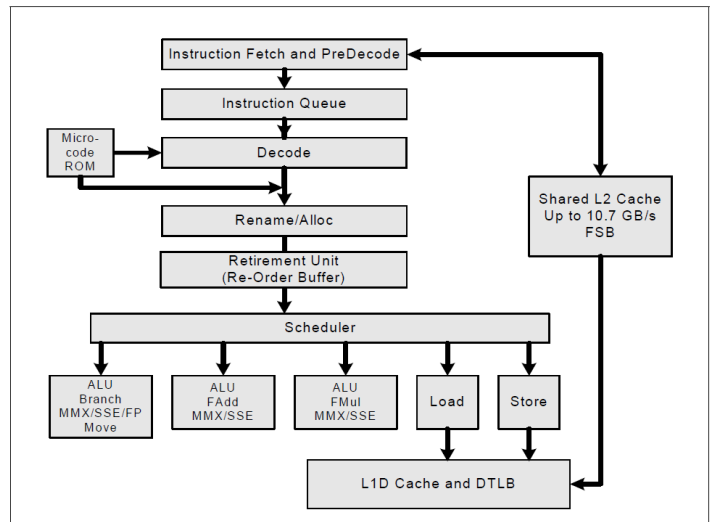 Instruction Fetch and PreDecode
Instruction Queue
Micro-
code
ROM
Decode
Rename/Alloc
Shared L2 Cache
Up to 10.7 GB/s
FSB
Retirement Unit
(Re-Order Buffer)
Scheduler
ALU
Branch
MMX/SSE/FP
Move
ALU
FAdd
MMX/SSE
ALU
FMul
MMX/SSE
Load
Store
L1D Cache and DTLB